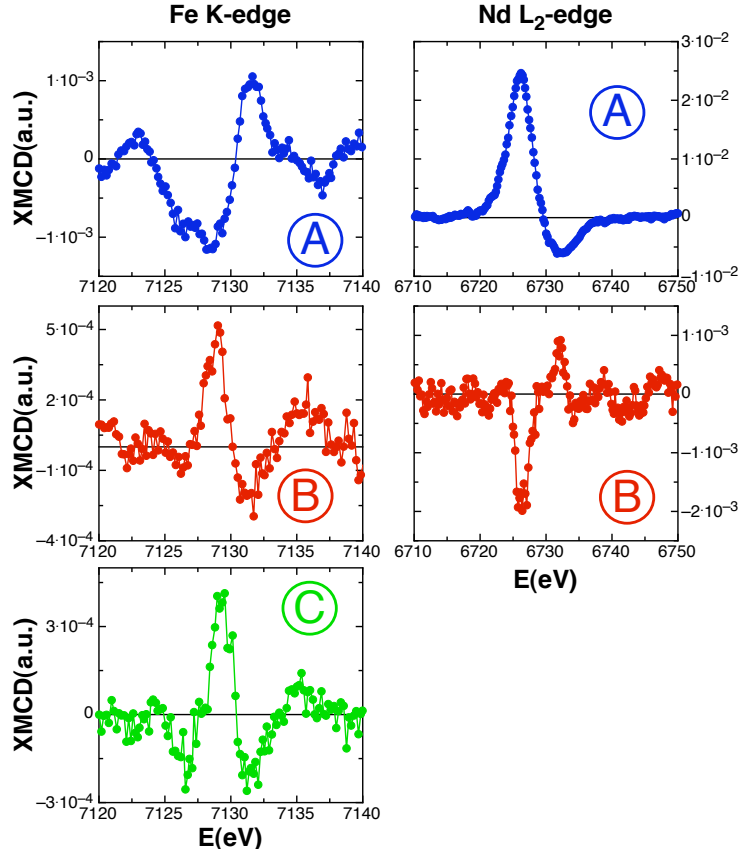 Fe K-edge
Nd L₂-edge
XMCD(a.u.)
1·10⁻³
0
−1·10⁻³
A
7120 7125 7130 7135 7140
3·10⁻²
2·10⁻²
1·10⁻²
0
−1·10⁻²
A
6710 6720 6730 6740 6750
XMCD(a.u.)
5·10⁻⁴
2·10⁻⁴
−1·10⁻⁴
−4·10⁻⁴
B
7120 7125 7130 7135 7140
1·10⁻³
0
−1·10⁻³
−2·10⁻³
B
6710 6720 6730 6740 6750
E(eV)
XMCD(a.u.)
3·10⁻⁴
0
−3·10⁻⁴
C
7120 7125 7130 7135 7140
E(eV)